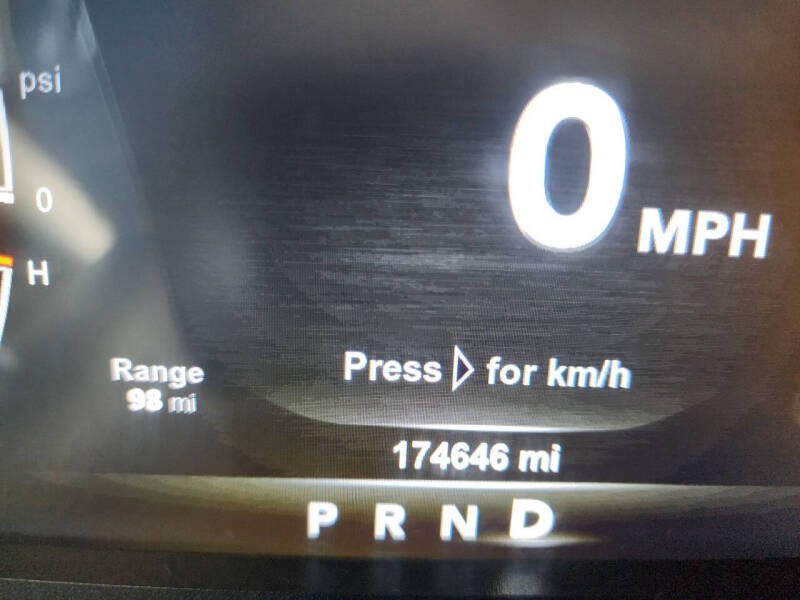 psi
0
H
0 MPH
Press ▷ for km/h
Range
98 mi
174646 mi
P R N D